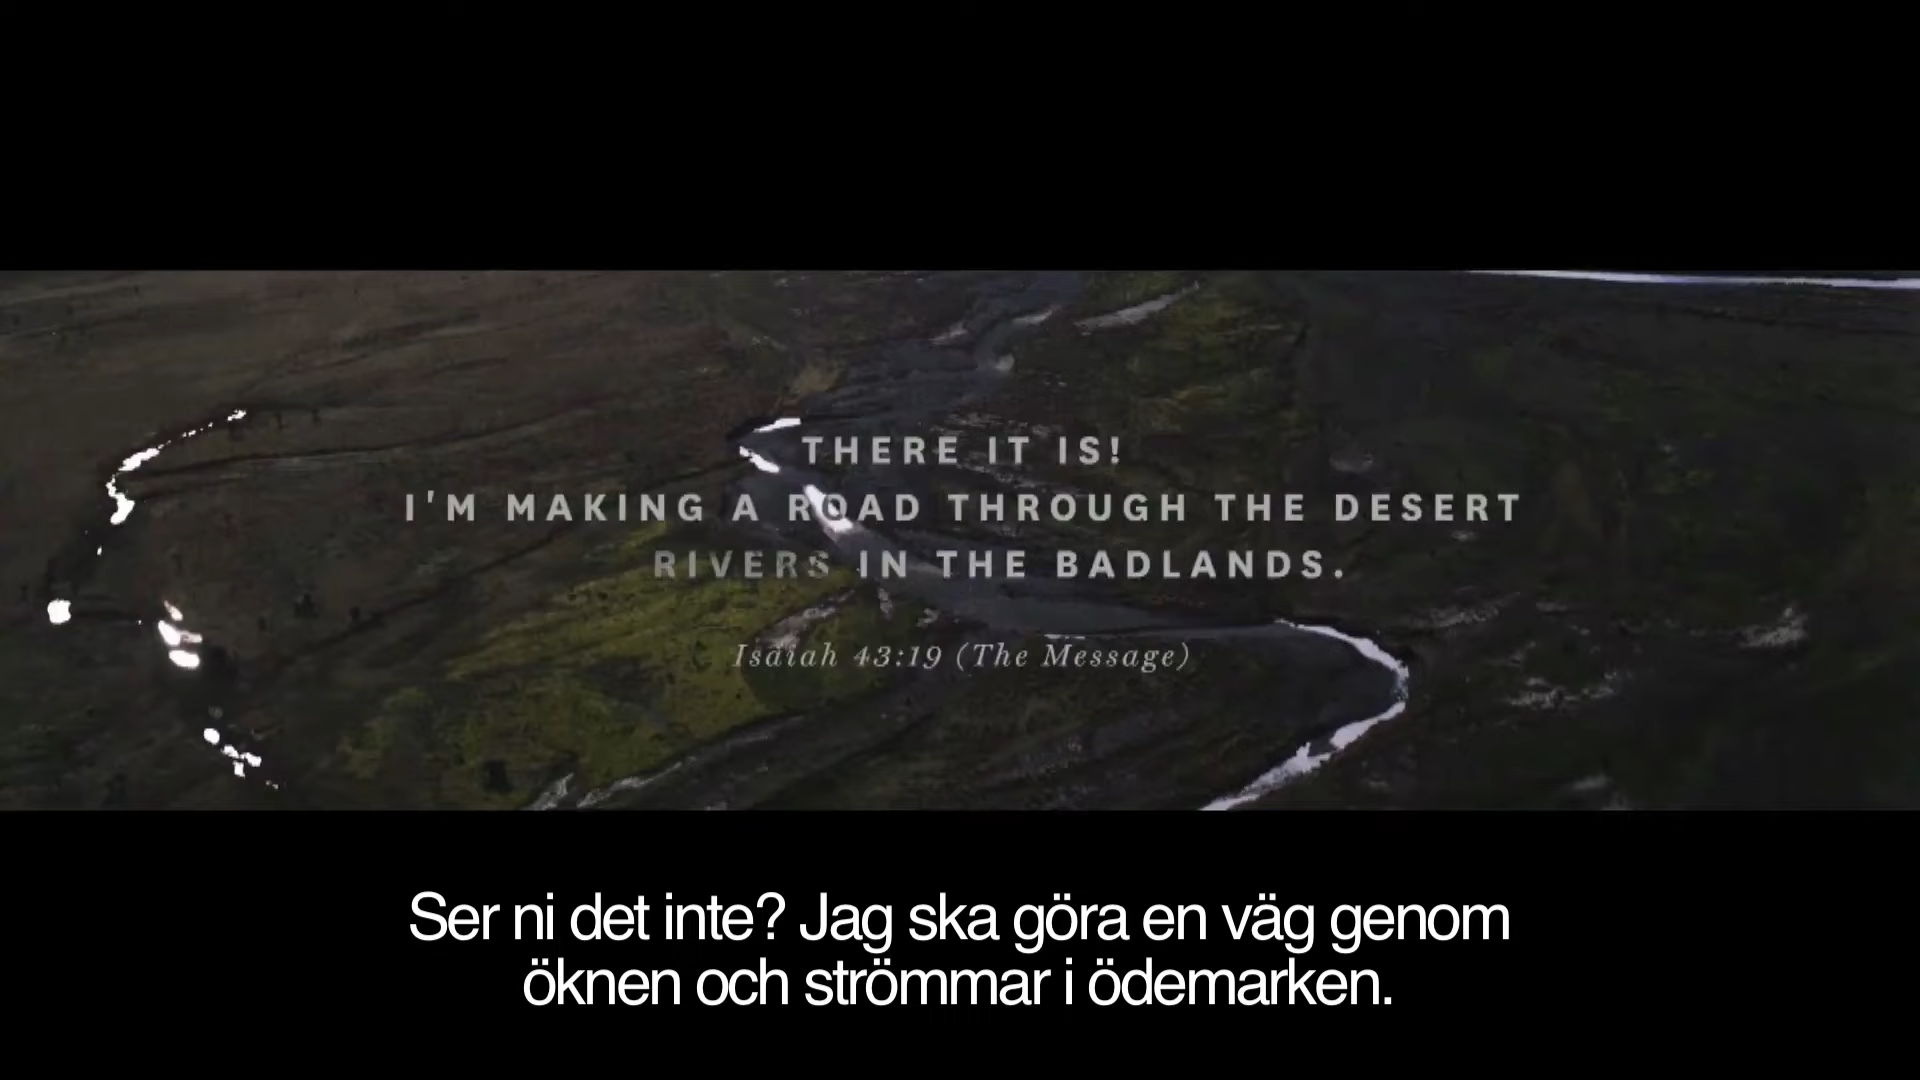 THERE IT IS!
I'M MAKING A ROAD THROUGH THE DESERT
RIVERS IN THE BADLANDS.
Isaiah 43:19 (The Message)
Ser ni det inte? Jag ska göra en väg genom
öknen och strömmar i ödemarken.